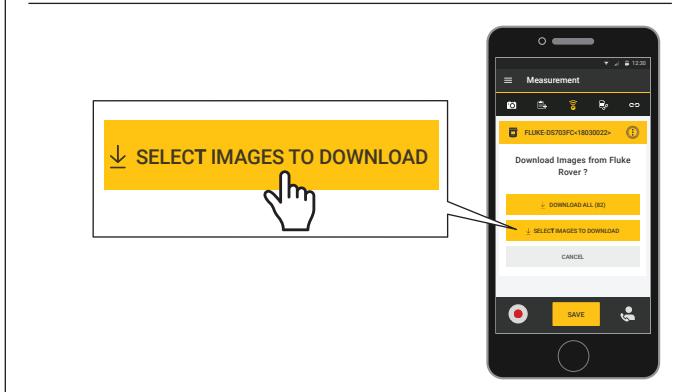 SELECT IMAGES TO DOWNLOAD
12:30
Measurement
FLUKE-DS703FC<18030022>
Download Images from Fluke
Rover ?
DOWNLOAD ALL (82)
SELECT IMAGES TO DOWNLOAD
CANCEL
SAVE